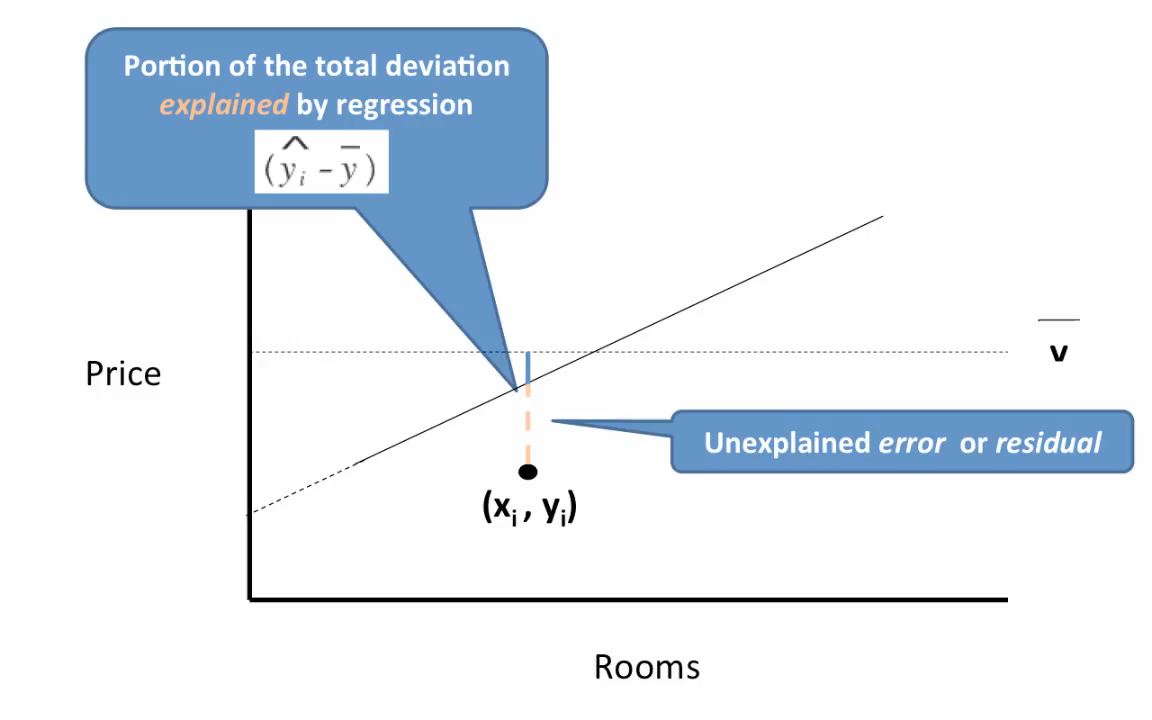 Portion of the total deviation
explained by regression
(ŷᵢ - ȳ)
Price
y̅
Unexplained error or residual
(xᵢ , yᵢ)
Rooms